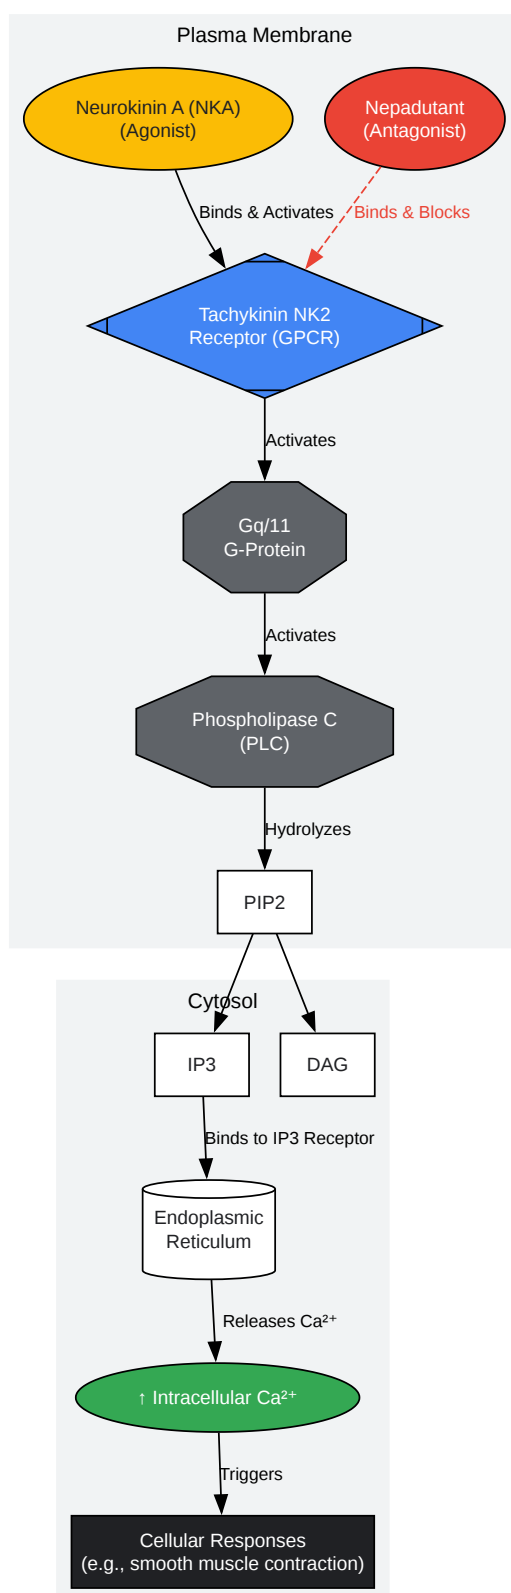 Plasma Membrane
Neurokinin A (NKA)
(Agonist)
Nepadutant
(Antagonist)
Binds & Activates
Binds & Blocks
Tachykinin NK2
Receptor (GPCR)
Activates
Gq/11
G-Protein
Activates
Phospholipase C
(PLC)
Hydrolyzes
PIP2
Cytosol
IP3
DAG
Binds to IP3 Receptor
Endoplasmic
Reticulum
Releases Ca²⁺
↑ Intracellular Ca²⁺
Triggers
Cellular Responses
(e.g., smooth muscle contraction)